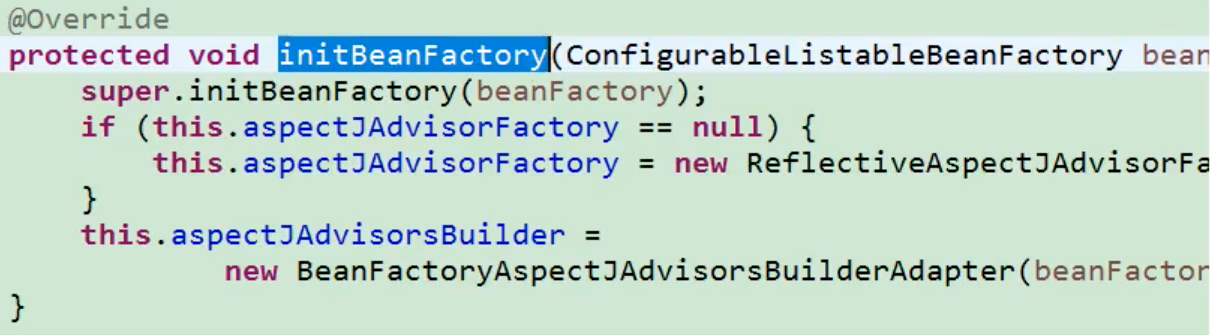 @Override
protected void initBeanFactory(ConfigurableListableBeanFactory bean
    super.initBeanFactory(beanFactory);
    if (this.aspectJAdvisorFactory == null) {
        this.aspectJAdvisorFactory = new ReflectiveAspectJAdvisorFa
    }
    this.aspectJAdvisorsBuilder =
            new BeanFactoryAspectJAdvisorsBuilderAdapter(beanFactor
}